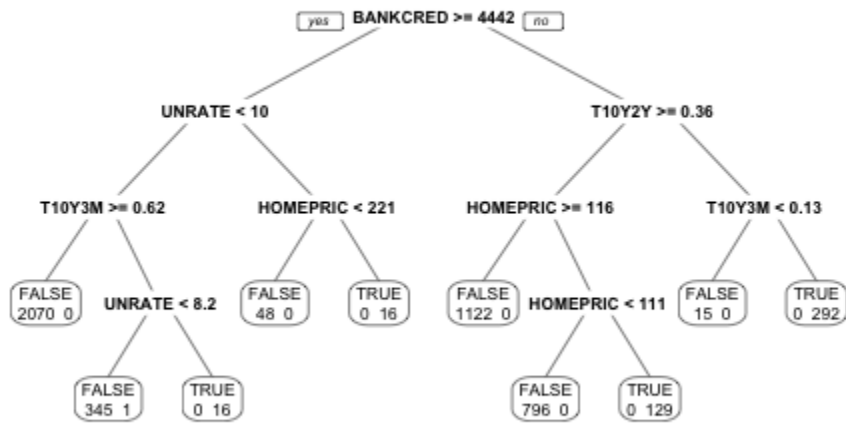 yes BANKCRED >= 4442 no
UNRATE < 10 T10Y2Y >= 0.36
T10Y3M >= 0.62 HOMEPRIC < 221 HOMEPRIC >= 116 T10Y3M < 0.13
FALSE FALSE TRUE FALSE FALSE TRUE
2070 0 UNRATE < 8.2 48 0 0 16 1122 0 HOMEPRIC < 111 15 0 0 292
FALSE TRUE FALSE TRUE
345 1 0 16 796 0 0 129